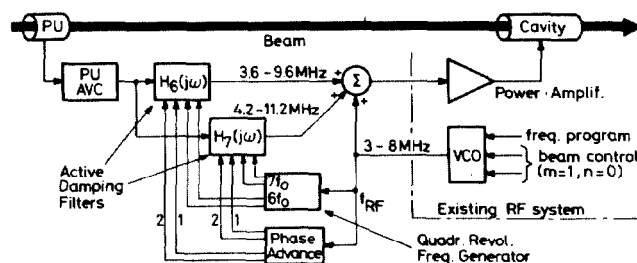 PU
Cavity
Beam
PU
AVC
H6(jω)
3.6-9.6MHz
+
Σ
+
+
Power·Amplif.
4.2-11.2MHz
H7(jω)
3-8MHz
VCO
freq. program
beam control
(m=1, n=0)
Active
Damping
Filters
7fo
6fo
fRF
Existing RF system
2
1
2
1
Phase
Advance
Quadr. Revol.
Freq. Generator